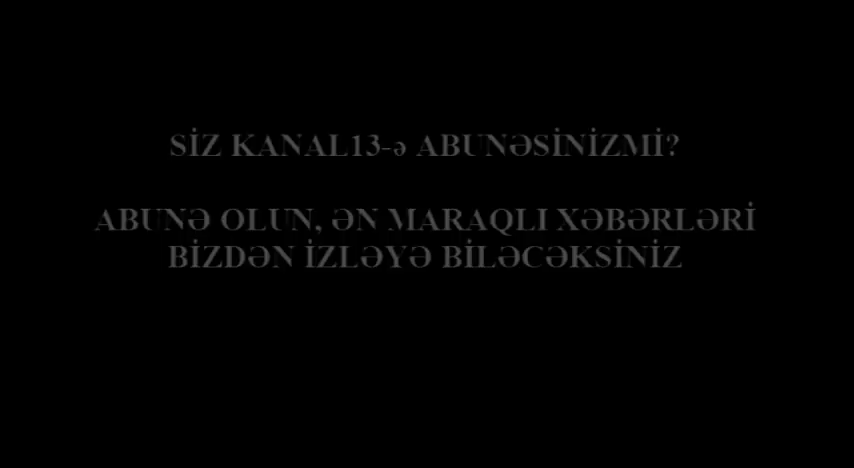 SİZ KANAL13-ə ABUNƏSİNİZMİ?
ABUNƏ OLUN, ƏN MARAQLI XƏBƏRLƏRİ
BİZDƏN İZLƏYƏ BİLƏCƏKSİNİZ